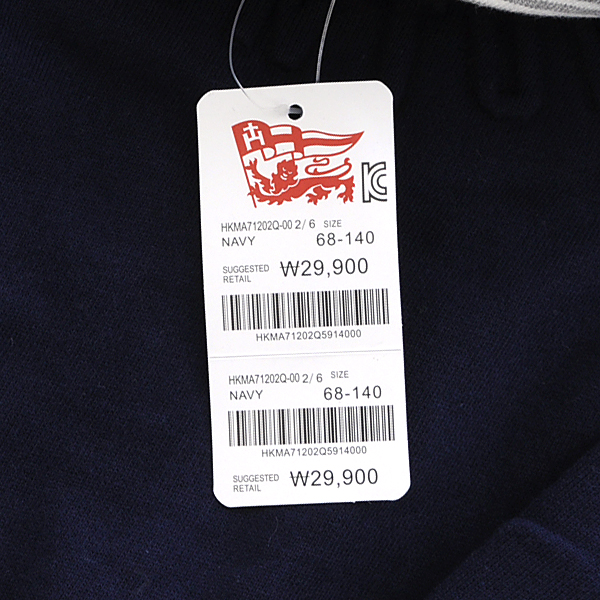 H
KC
HKMA71202Q-00 2/6 SIZE
NAVY 68-140
SUGGESTED RETAIL ₩29,900
HKMA71202Q5914000
HKMA71202Q-00 2/6 SIZE
NAVY 68-140
HKMA71202Q5914000
SUGGESTED RETAIL ₩29,900